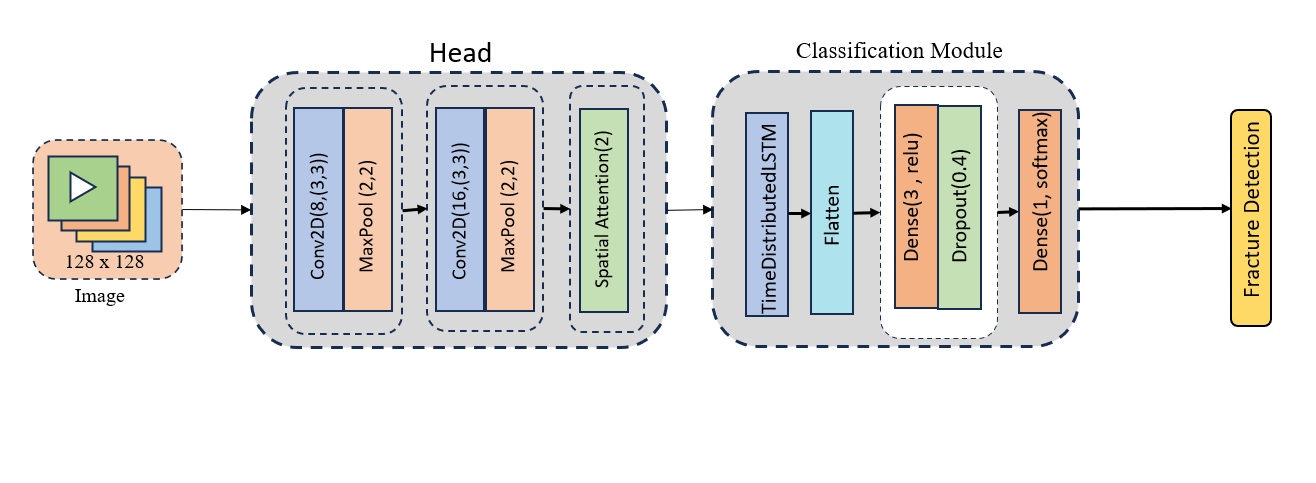 Head
Classification Module
128 x 128
Image
Conv2D(8,(3,3))
MaxPool (2,2)
Conv2D(16,(3,3))
MaxPool (2,2)
Spatial Attention(2)
TimeDistributedLSTM
Flatten
Dense(3 , relu)
Dropout(0.4)
Dense(1, softmax)
Fracture Detection